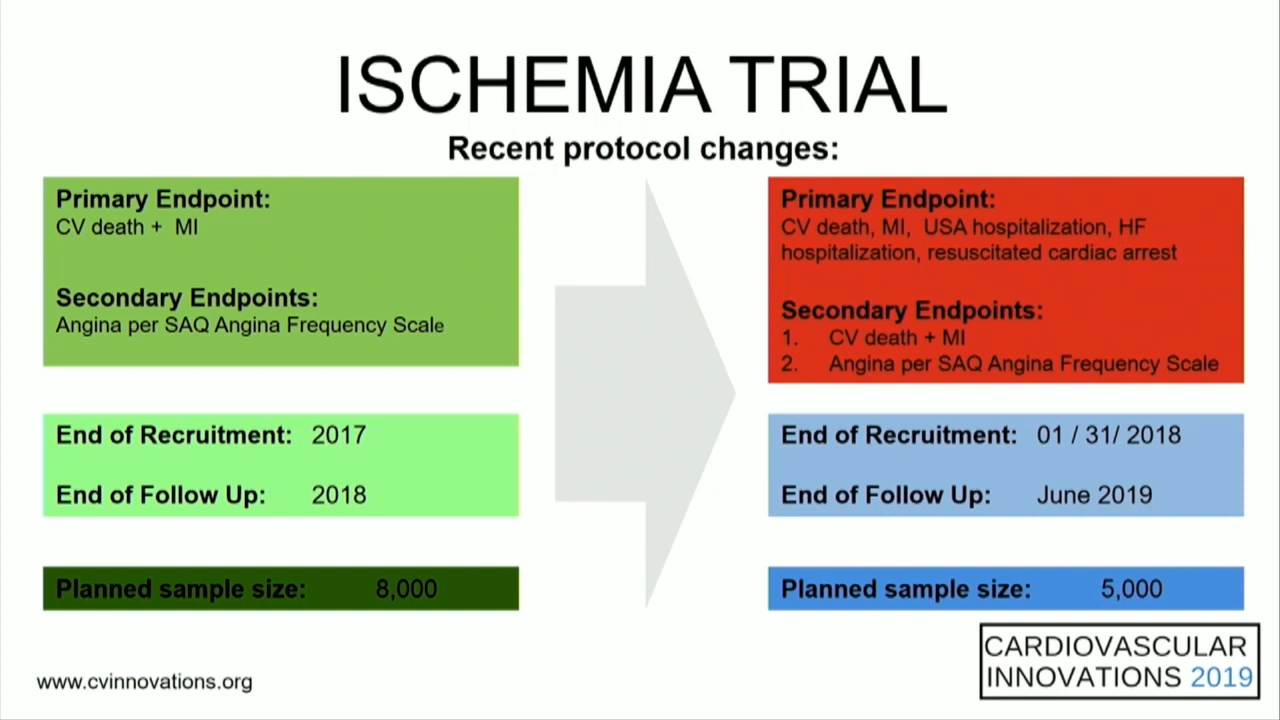 ISCHEMIA TRIAL
Recent protocol changes:
Primary Endpoint:
CV death + MI
Secondary Endpoints:
Angina per SAQ Angina Frequency Scale
End of Recruitment: 2017
End of Follow Up: 2018
Planned sample size: 8,000
Primary Endpoint:
CV death, MI, USA hospitalization, HF
hospitalization, resuscitated cardiac arrest
Secondary Endpoints:
1. CV death + MI
2. Angina per SAQ Angina Frequency Scale
End of Recruitment: 01 / 31/ 2018
End of Follow Up: June 2019
Planned sample size: 5,000
www.cvinnovations.org
CARDIOVASCULAR
INNOVATIONS 2019